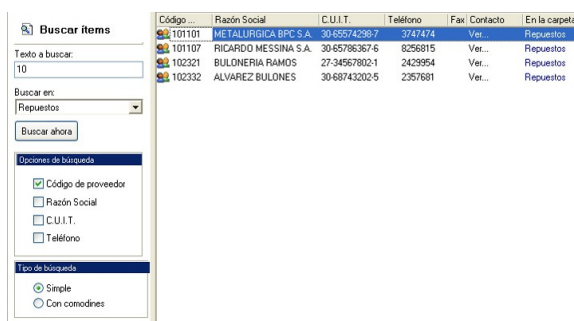 Buscar ítems
Texto a buscar:
10
Buscar en:
Repuestos
Buscar ahora
Opciones de búsqueda
Código de proveedor
Razón Social
C.U.I.T.
Teléfono
Tipo de búsqueda
Simple
Con comodines
Código ... Razón Social C.U.I.T. Teléfono Fax Contacto En la carpeta
101101 METALURGICA BPC S.A. 30-65574298-7 3747474 Ver... Repuestos
101107 RICARDO MESSINA S.A. 30-65786367-6 8256815 Ver... Repuestos
102321 BULONERIA RAMOS 27-34567802-1 2429954 Ver... Repuestos
102332 ALVAREZ BULONES 30-68743202-5 2357681 Ver... Repuestos